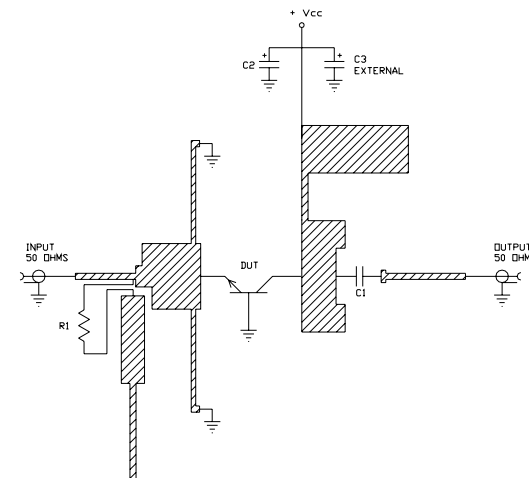 + Vcc
C2
+
+
C3
EXTERNAL
INPUT
50 OHMS
DUT
OUTPUT
50 OHM
C1
R1